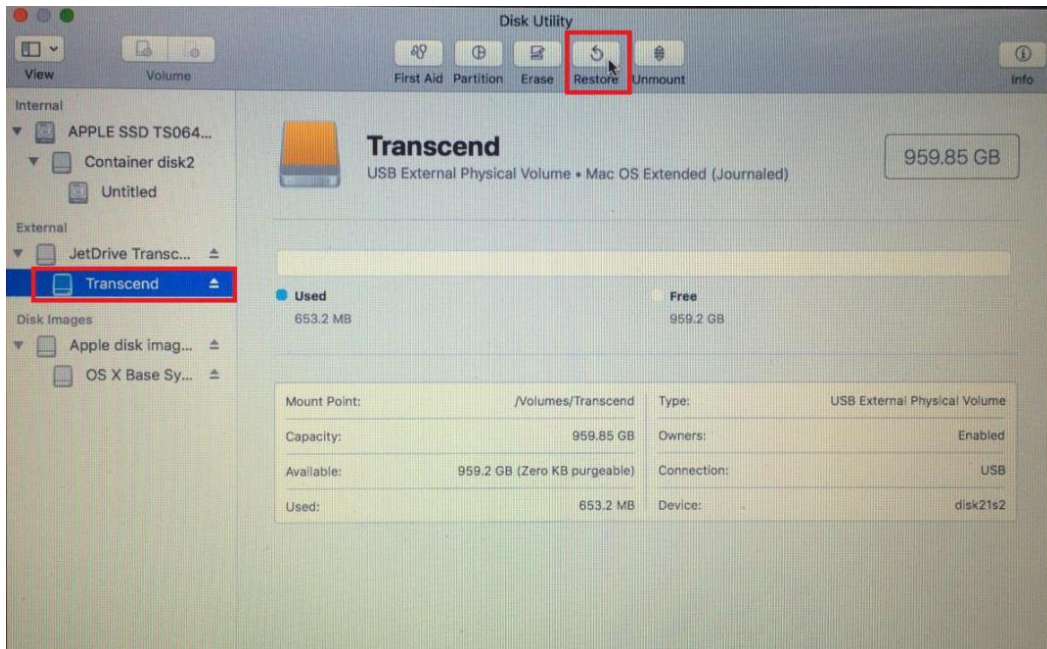 Disk Utility
View
Volume
First Aid
Partition
Erase
Restore
Unmount
Info
Internal
APPLE SSD TS064...
Container disk2
Untitled
External
JetDrive Transc...
Transcend
Disk Images
Apple disk imag...
OS X Base Sy...
Transcend
USB External Physical Volume • Mac OS Extended (Journaled)
959.85 GB
Used
653.2 MB
Free
959.2 GB
Mount Point: /Volumes/Transcend
Type: USB External Physical Volume
Capacity: 959.85 GB
Owners: Enabled
Available: 959.2 GB (Zero KB purgeable)
Connection: USB
Used: 653.2 MB
Device: disk21s2